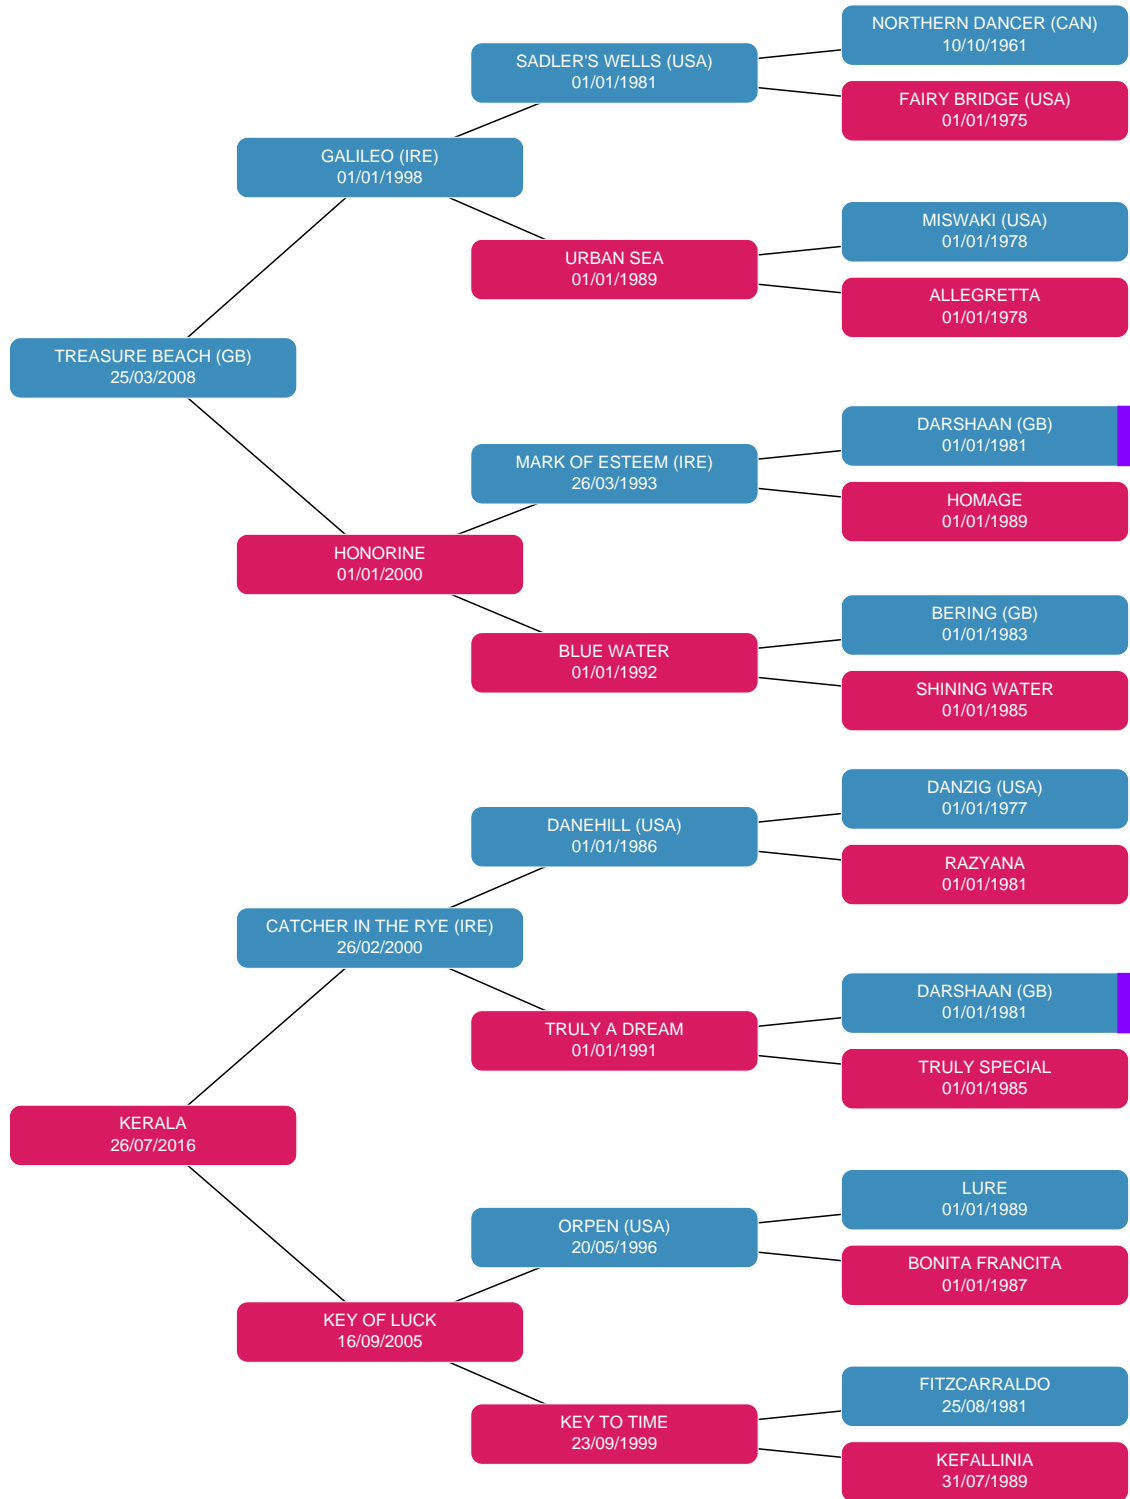 NORTHERN DANCER (CAN)
10/10/1961
SADLER'S WELLS (USA)
01/01/1981
FAIRY BRIDGE (USA)
01/01/1975
GALILEO (IRE)
01/01/1998
MISWAKI (USA)
01/01/1978
URBAN SEA
01/01/1989
ALLEGRETTA
01/01/1978
TREASURE BEACH (GB)
25/03/2008
DARSHAAN (GB)
01/01/1981
MARK OF ESTEEM (IRE)
26/03/1993
HOMAGE
01/01/1989
HONORINE
01/01/2000
BERING (GB)
01/01/1983
BLUE WATER
01/01/1992
SHINING WATER
01/01/1985
DANZIG (USA)
01/01/1977
DANEHILL (USA)
01/01/1986
RAZYANA
01/01/1981
CATCHER IN THE RYE (IRE)
26/02/2000
DARSHAAN (GB)
01/01/1981
TRULY A DREAM
01/01/1991
TRULY SPECIAL
01/01/1985
KERALA
26/07/2016
LURE
01/01/1989
ORPEN (USA)
20/05/1996
BONITA FRANCITA
01/01/1987
KEY OF LUCK
16/09/2005
FITZCARRALDO
25/08/1981
KEY TO TIME
23/09/1999
KEFALLINIA
31/07/1989